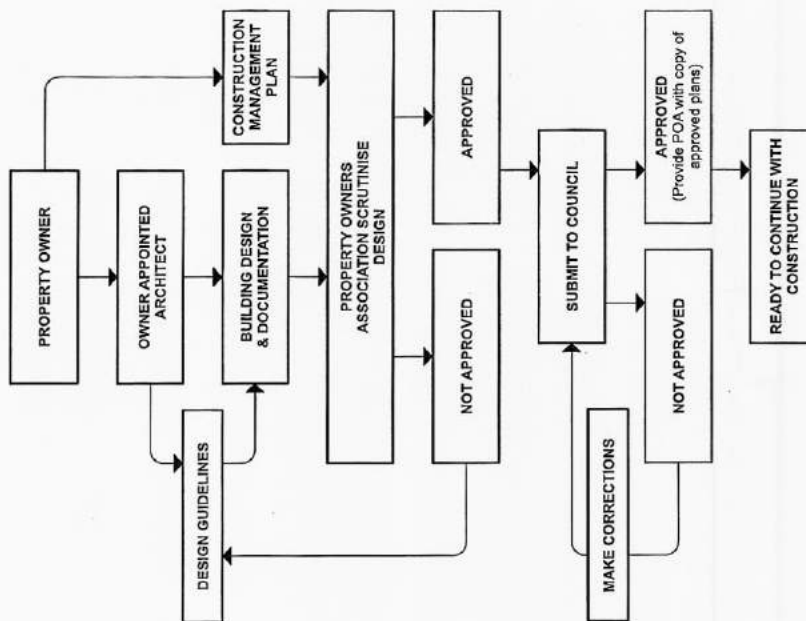 PROPERTY OWNER
OWNER APPOINTED
ARCHITECT
CONSTRUCTION
MANAGEMENT
PLAN
DESIGN GUIDELINES
BUILDING DESIGN
& DOCUMENTATION
PROPERTY OWNERS
ASSOCIATION SCRUTINISE
DESIGN
NOT APPROVED
APPROVED
SUBMIT TO COUNCIL
MAKE CORRECTIONS
NOT APPROVED
APPROVED
(Provide POA with copy of
approved plans)
READY TO CONTINUE WITH
CONSTRUCTION